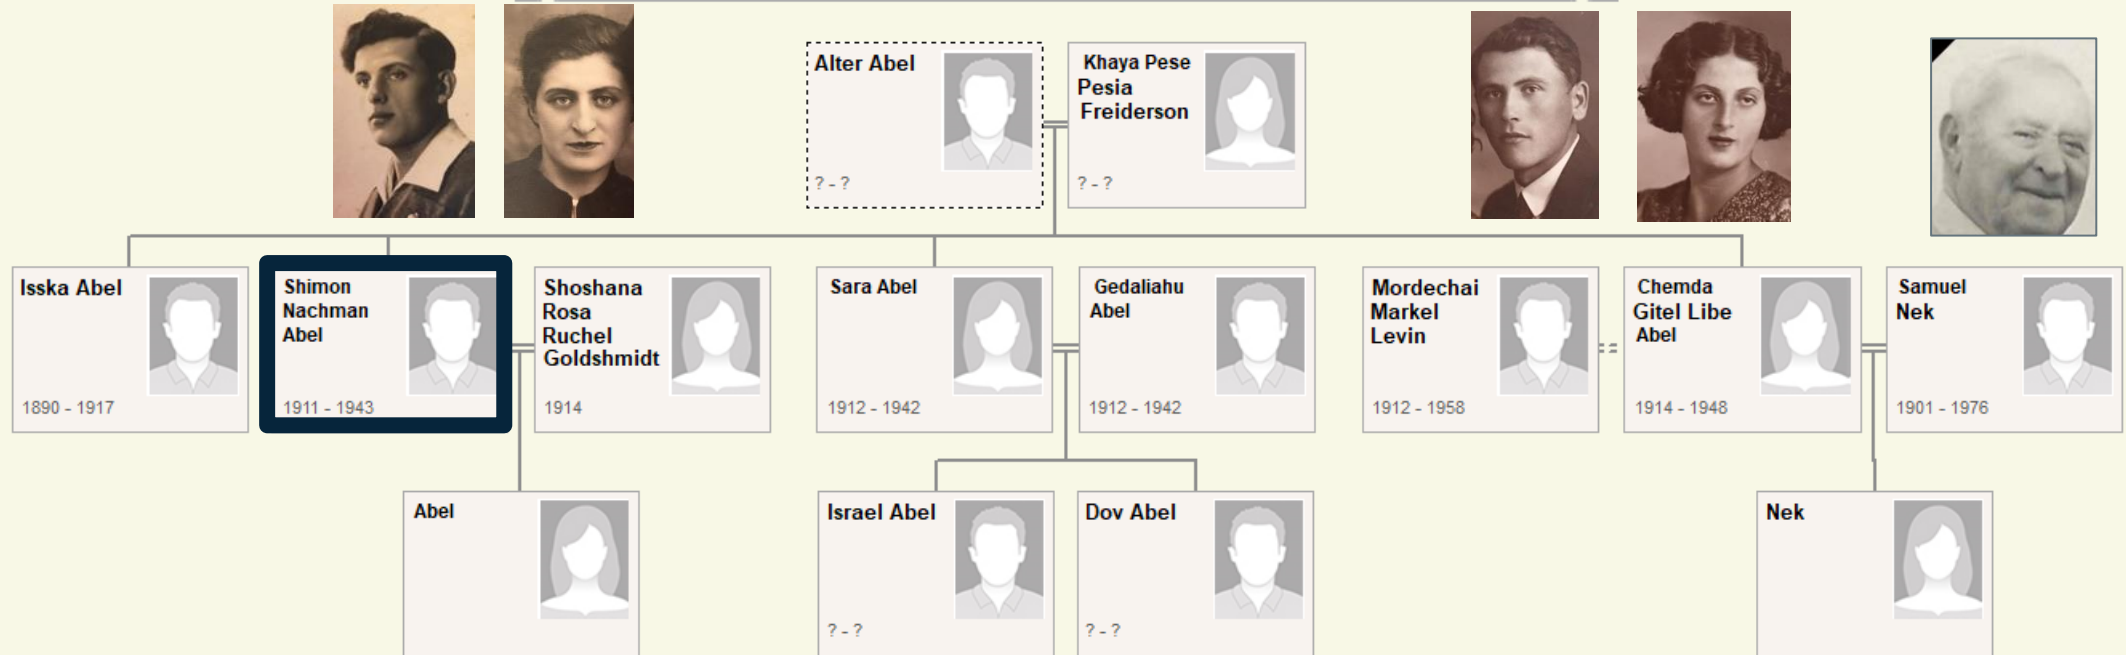 Alter Abel
? - ?
Khaya Pese
Pesia
Freiderson
? - ?
Isska Abel
1890 - 1917
Shimon
Nachman
Abel
1911 - 1943
Shoshana
Rosa
Ruchel
Goldshmidt
1914
Sara Abel
1912 - 1942
Gedaliahu
Abel
1912 - 1942
Mordechai
Markel
Levin
1912 - 1958
Chemda
Gitel Libe
Abel
1914 - 1948
Samuel
Nek
1901 - 1976
Abel
Israel Abel
? - ?
Dov Abel
? - ?
Nek